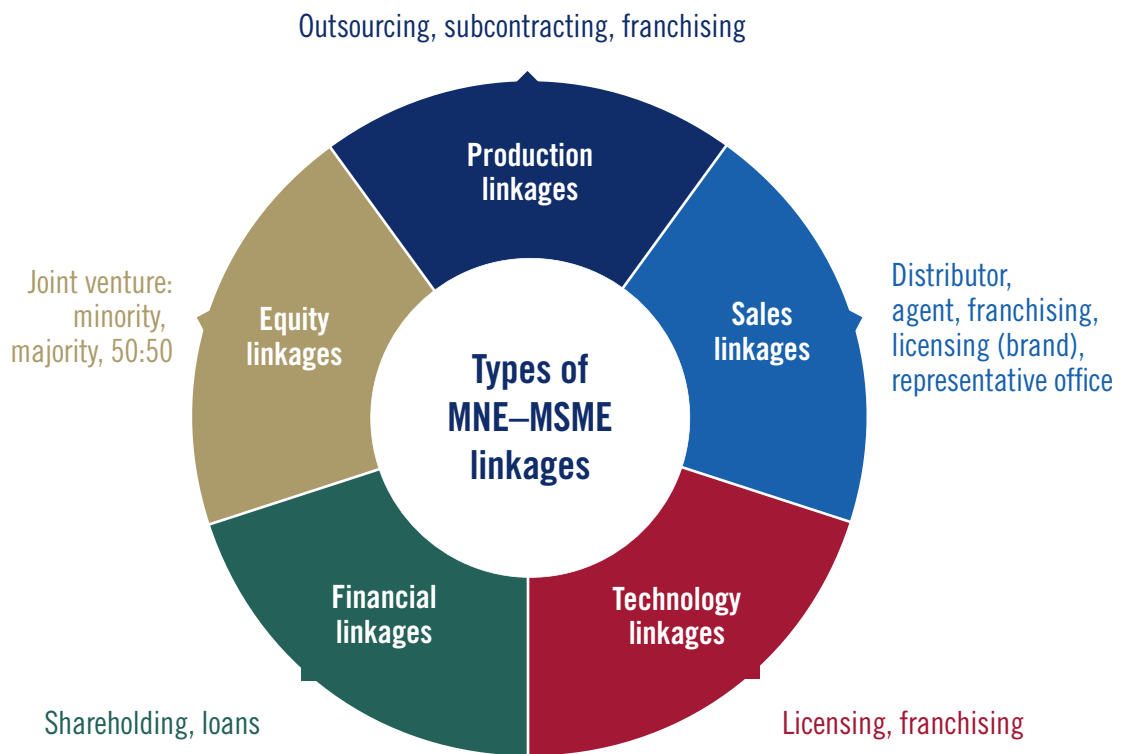 Outsourcing, subcontracting, franchising
Production
linkages
Joint venture:
minority,
majority, 50:50
Equity
linkages
Sales
linkages
Distributor,
agent, franchising,
licensing (brand),
representative office
Types of
MNE–MSME
linkages
Financial
linkages
Technology
linkages
Shareholding, loans
Licensing, franchising